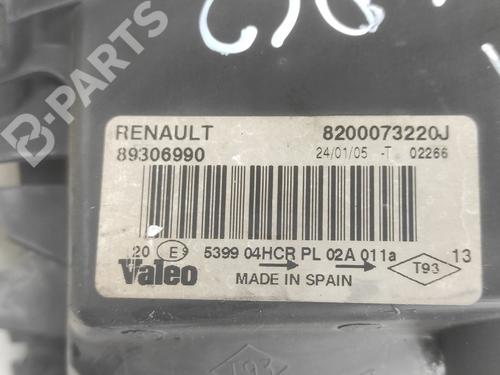 B-PARTS
RENAULT 8200073220J
89306990 24/01/05 -T 02266
20 E9 5399 04HCR PL 02A 011a 13
Valeo T93
MADE IN SPAIN
T93